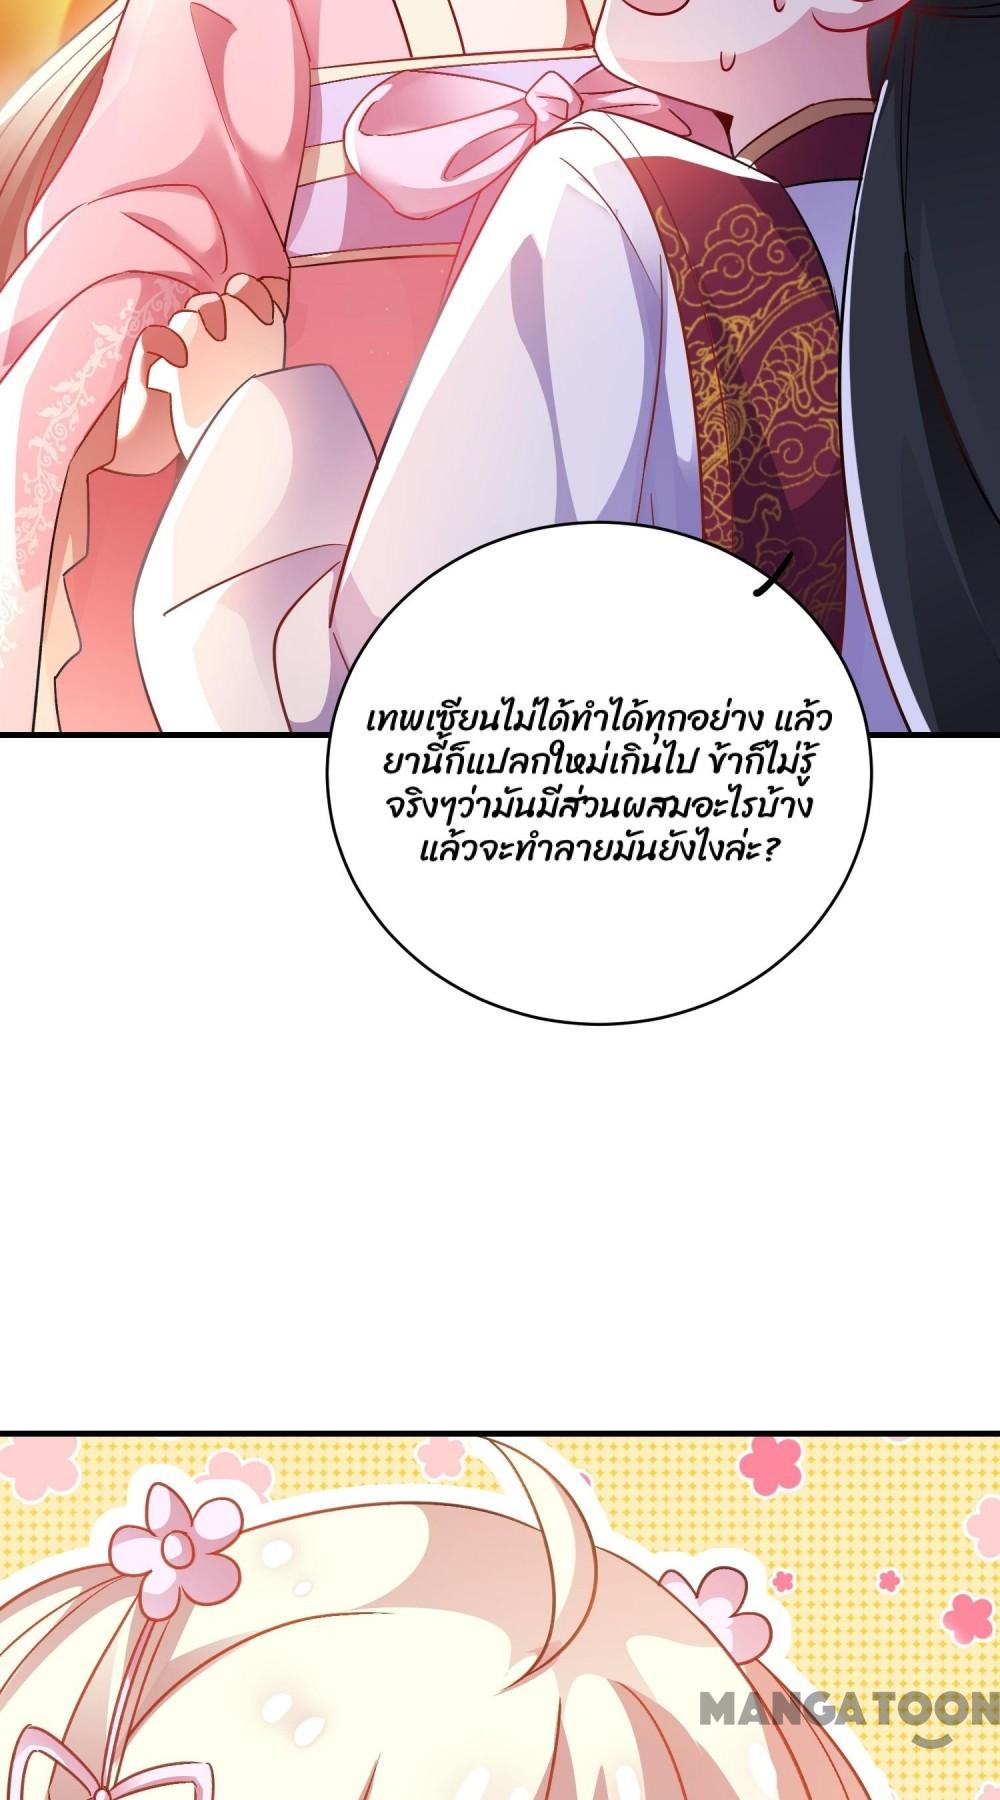 เทพเซียนไม่ได้ทำได้ทุกอย่าง แล้ว
ยานี้ก็แปลกใหม่เกินไป ข้าก็ไม่รู้
จริงๆว่ามันมีส่วนผสมอะไรบ้าง
แล้วจะทำลายมันยังไงล่ะ?
MANGATOON